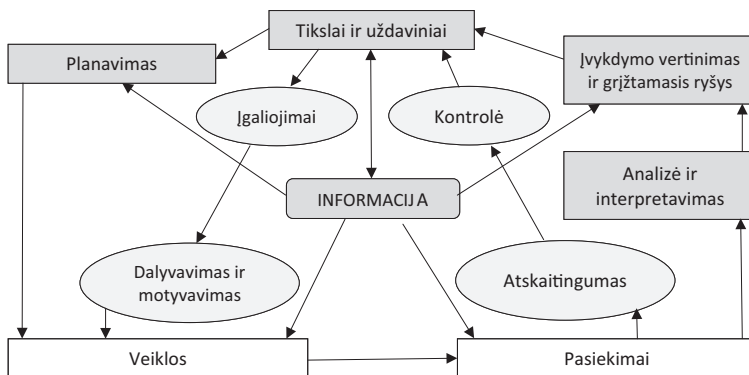 Tikslai ir uždaviniai
Planavimas
Įvykdymo vertinimas
ir grįžtamasis ryšys
Įgaliojimai
Kontrolė
Analizė ir
interpretavimas
INFORMACIJA
Dalyvavimas ir
motyvavimas
Atskaitingumas
Veiklos
Pasiekimai